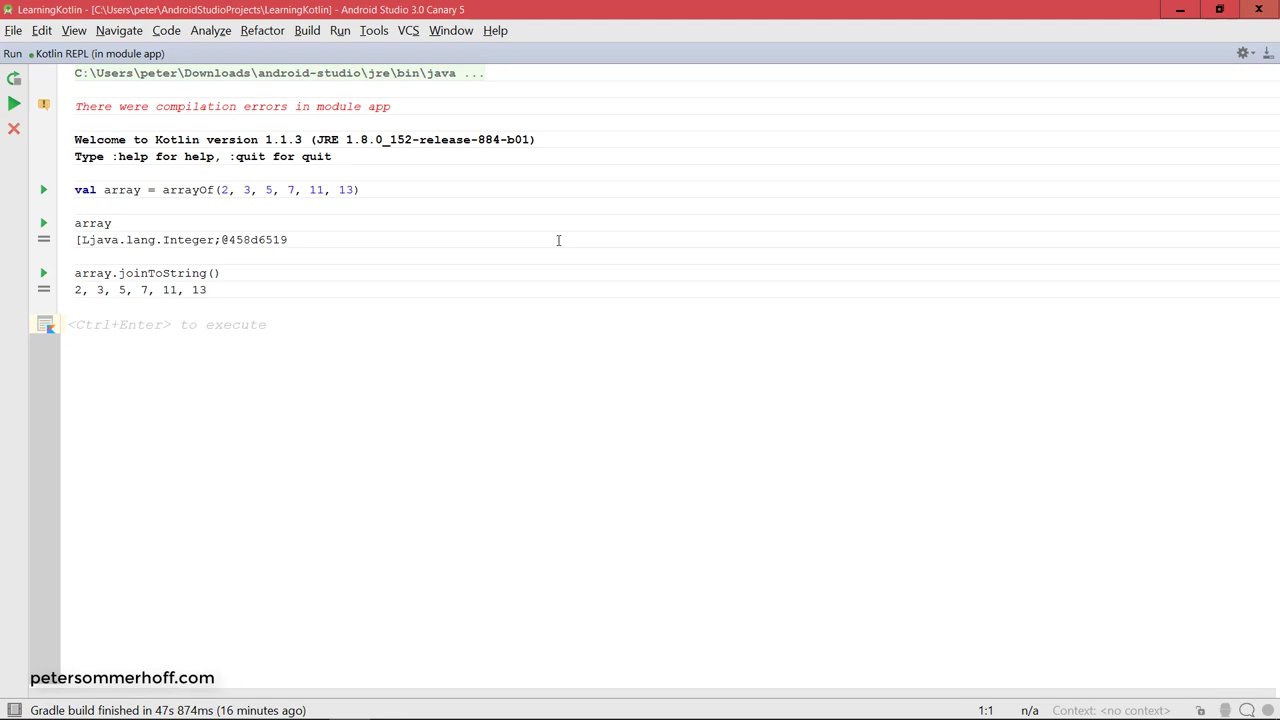 LearningKotlin - [C:\Users\peter\AndroidStudioProjects\LearningKotlin] - Android Studio 3.0 Canary 5
File Edit View Navigate Code Analyze Refactor Build Run Tools VCS Window Help
Run Kotlin REPL (in module app)
C:\Users\peter\Downloads\android-studio\jre\bin\java ...
There were compilation errors in module app
Welcome to Kotlin version 1.1.3 (JRE 1.8.0_152-release-884-b01)
Type :help for help, :quit for quit
val array = arrayOf(2, 3, 5, 7, 11, 13)
array
[Ljava.lang.Integer;@458d6519
array.joinToString()
2, 3, 5, 7, 11, 13
<Ctrl+Enter> to execute
petersommerhoff.com
Gradle build finished in 47s 874ms (16 minutes ago) 1:1 n/a Context: <no context>